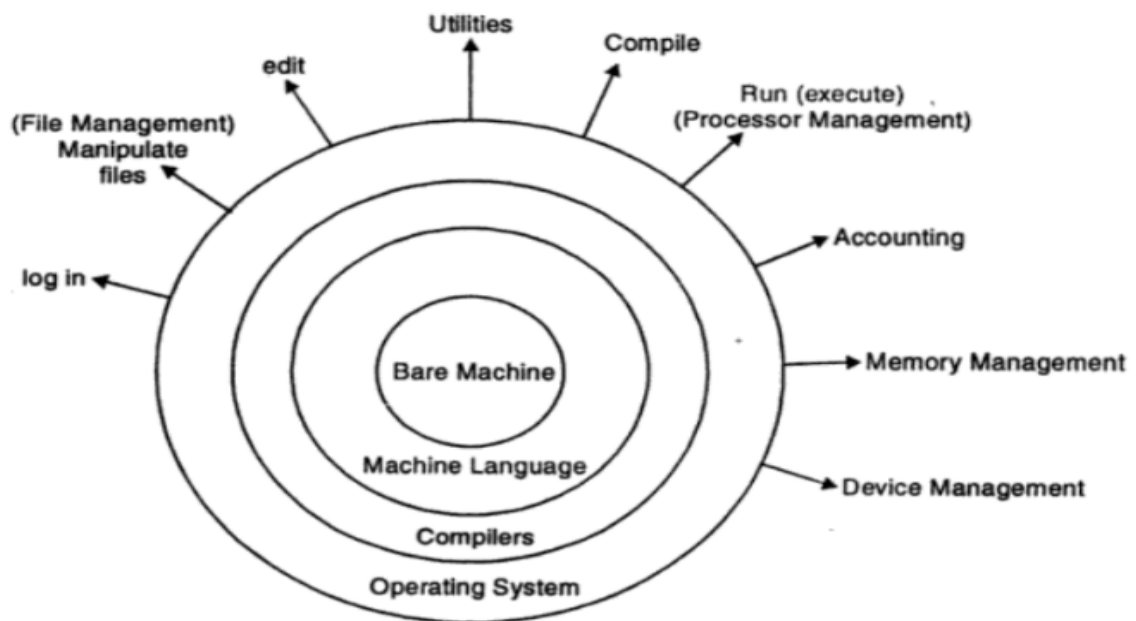 Utilities
Compile
edit
Run (execute)
(Processor Management)
(File Management)
Manipulate
files
Accounting
log in
Memory Management
Bare Machine
Machine Language
Device Management
Compilers
Operating System